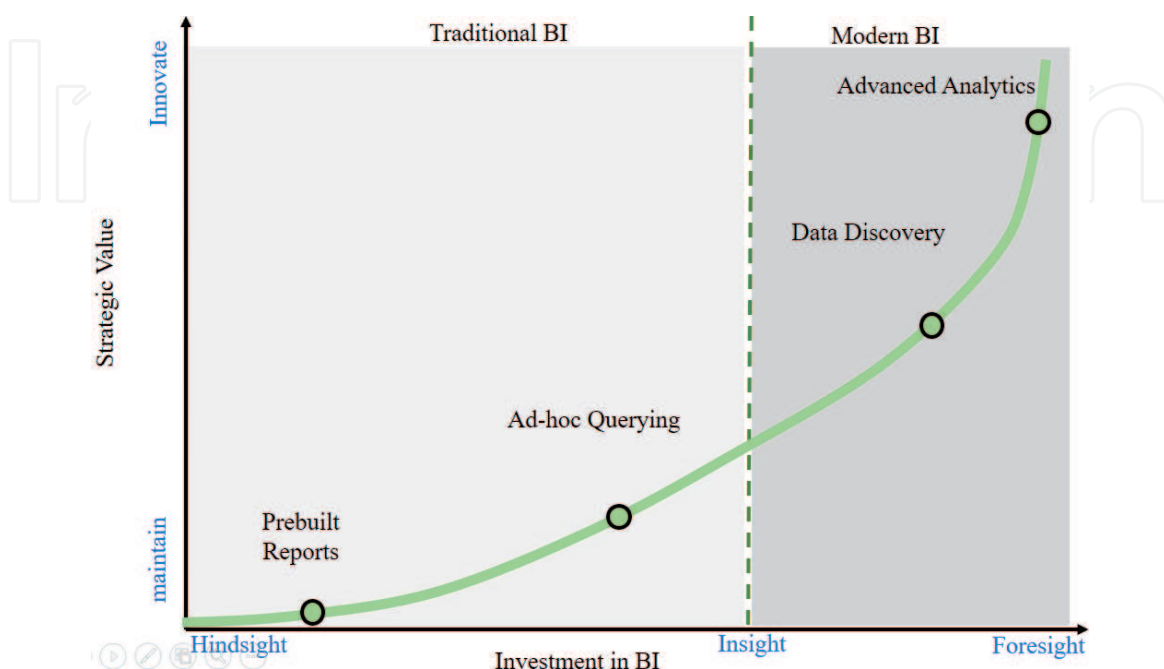 Traditional BI
Modern BI
Innovate
Advanced Analytics
Data Discovery
Strategic Value
Ad-hoc Querying
Prebuilt
Reports
maintain
Hindsight
Insight
Foresight
Investment in BI